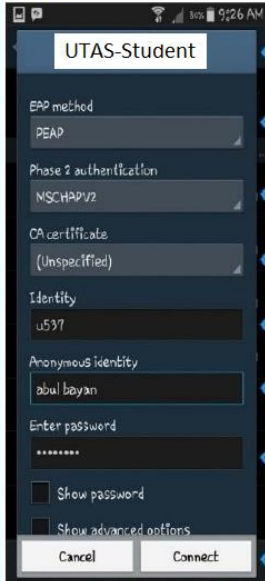 30% 9:26 AM
UTAS-Student
EAP method
PEAP
Phase 2 authentication
MSCHAPV2
CA certificate
(Unspecified)
Identity
u537
Anonymous identity
abul bayan
Enter password
••••••••
Show password
Show advanced options
Cancel Connect